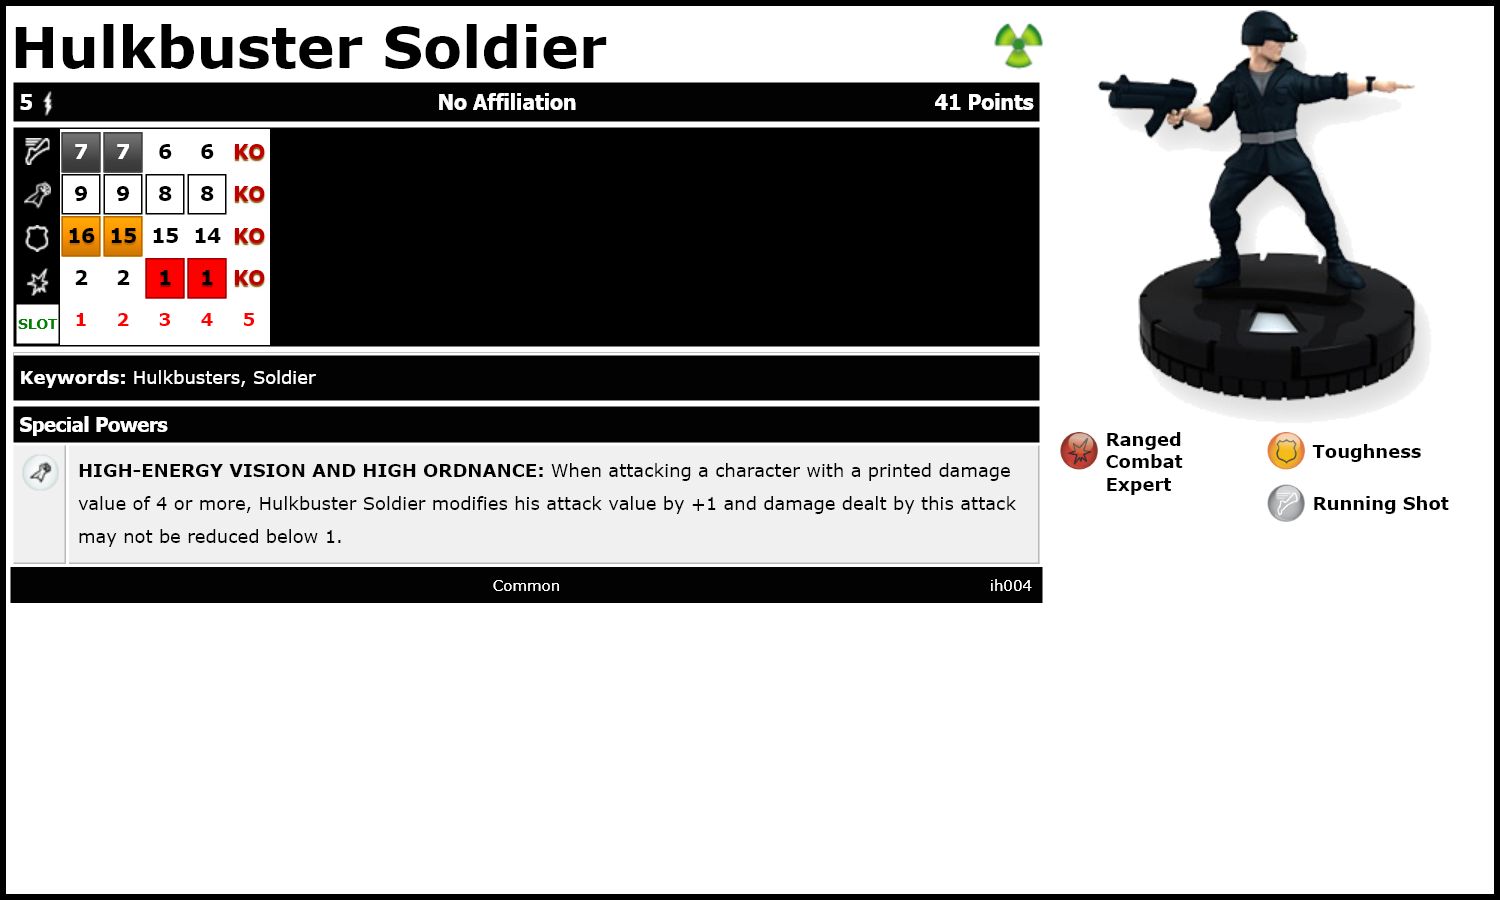 Hulkbuster Soldier
5 No Affiliation 41 Points
7 7 6 6 KO
9 9 8 8 KO
16 15 15 14 KO
2 2 1 1 KO
SLOT 1 2 3 4 5
Keywords: Hulkbusters, Soldier
Special Powers
HIGH-ENERGY VISION AND HIGH ORDNANCE: When attacking a character with a printed damage
value of 4 or more, Hulkbuster Soldier modifies his attack value by +1 and damage dealt by this attack
may not be reduced below 1.
Common ih004
Ranged
Combat
Expert
Toughness
Running Shot